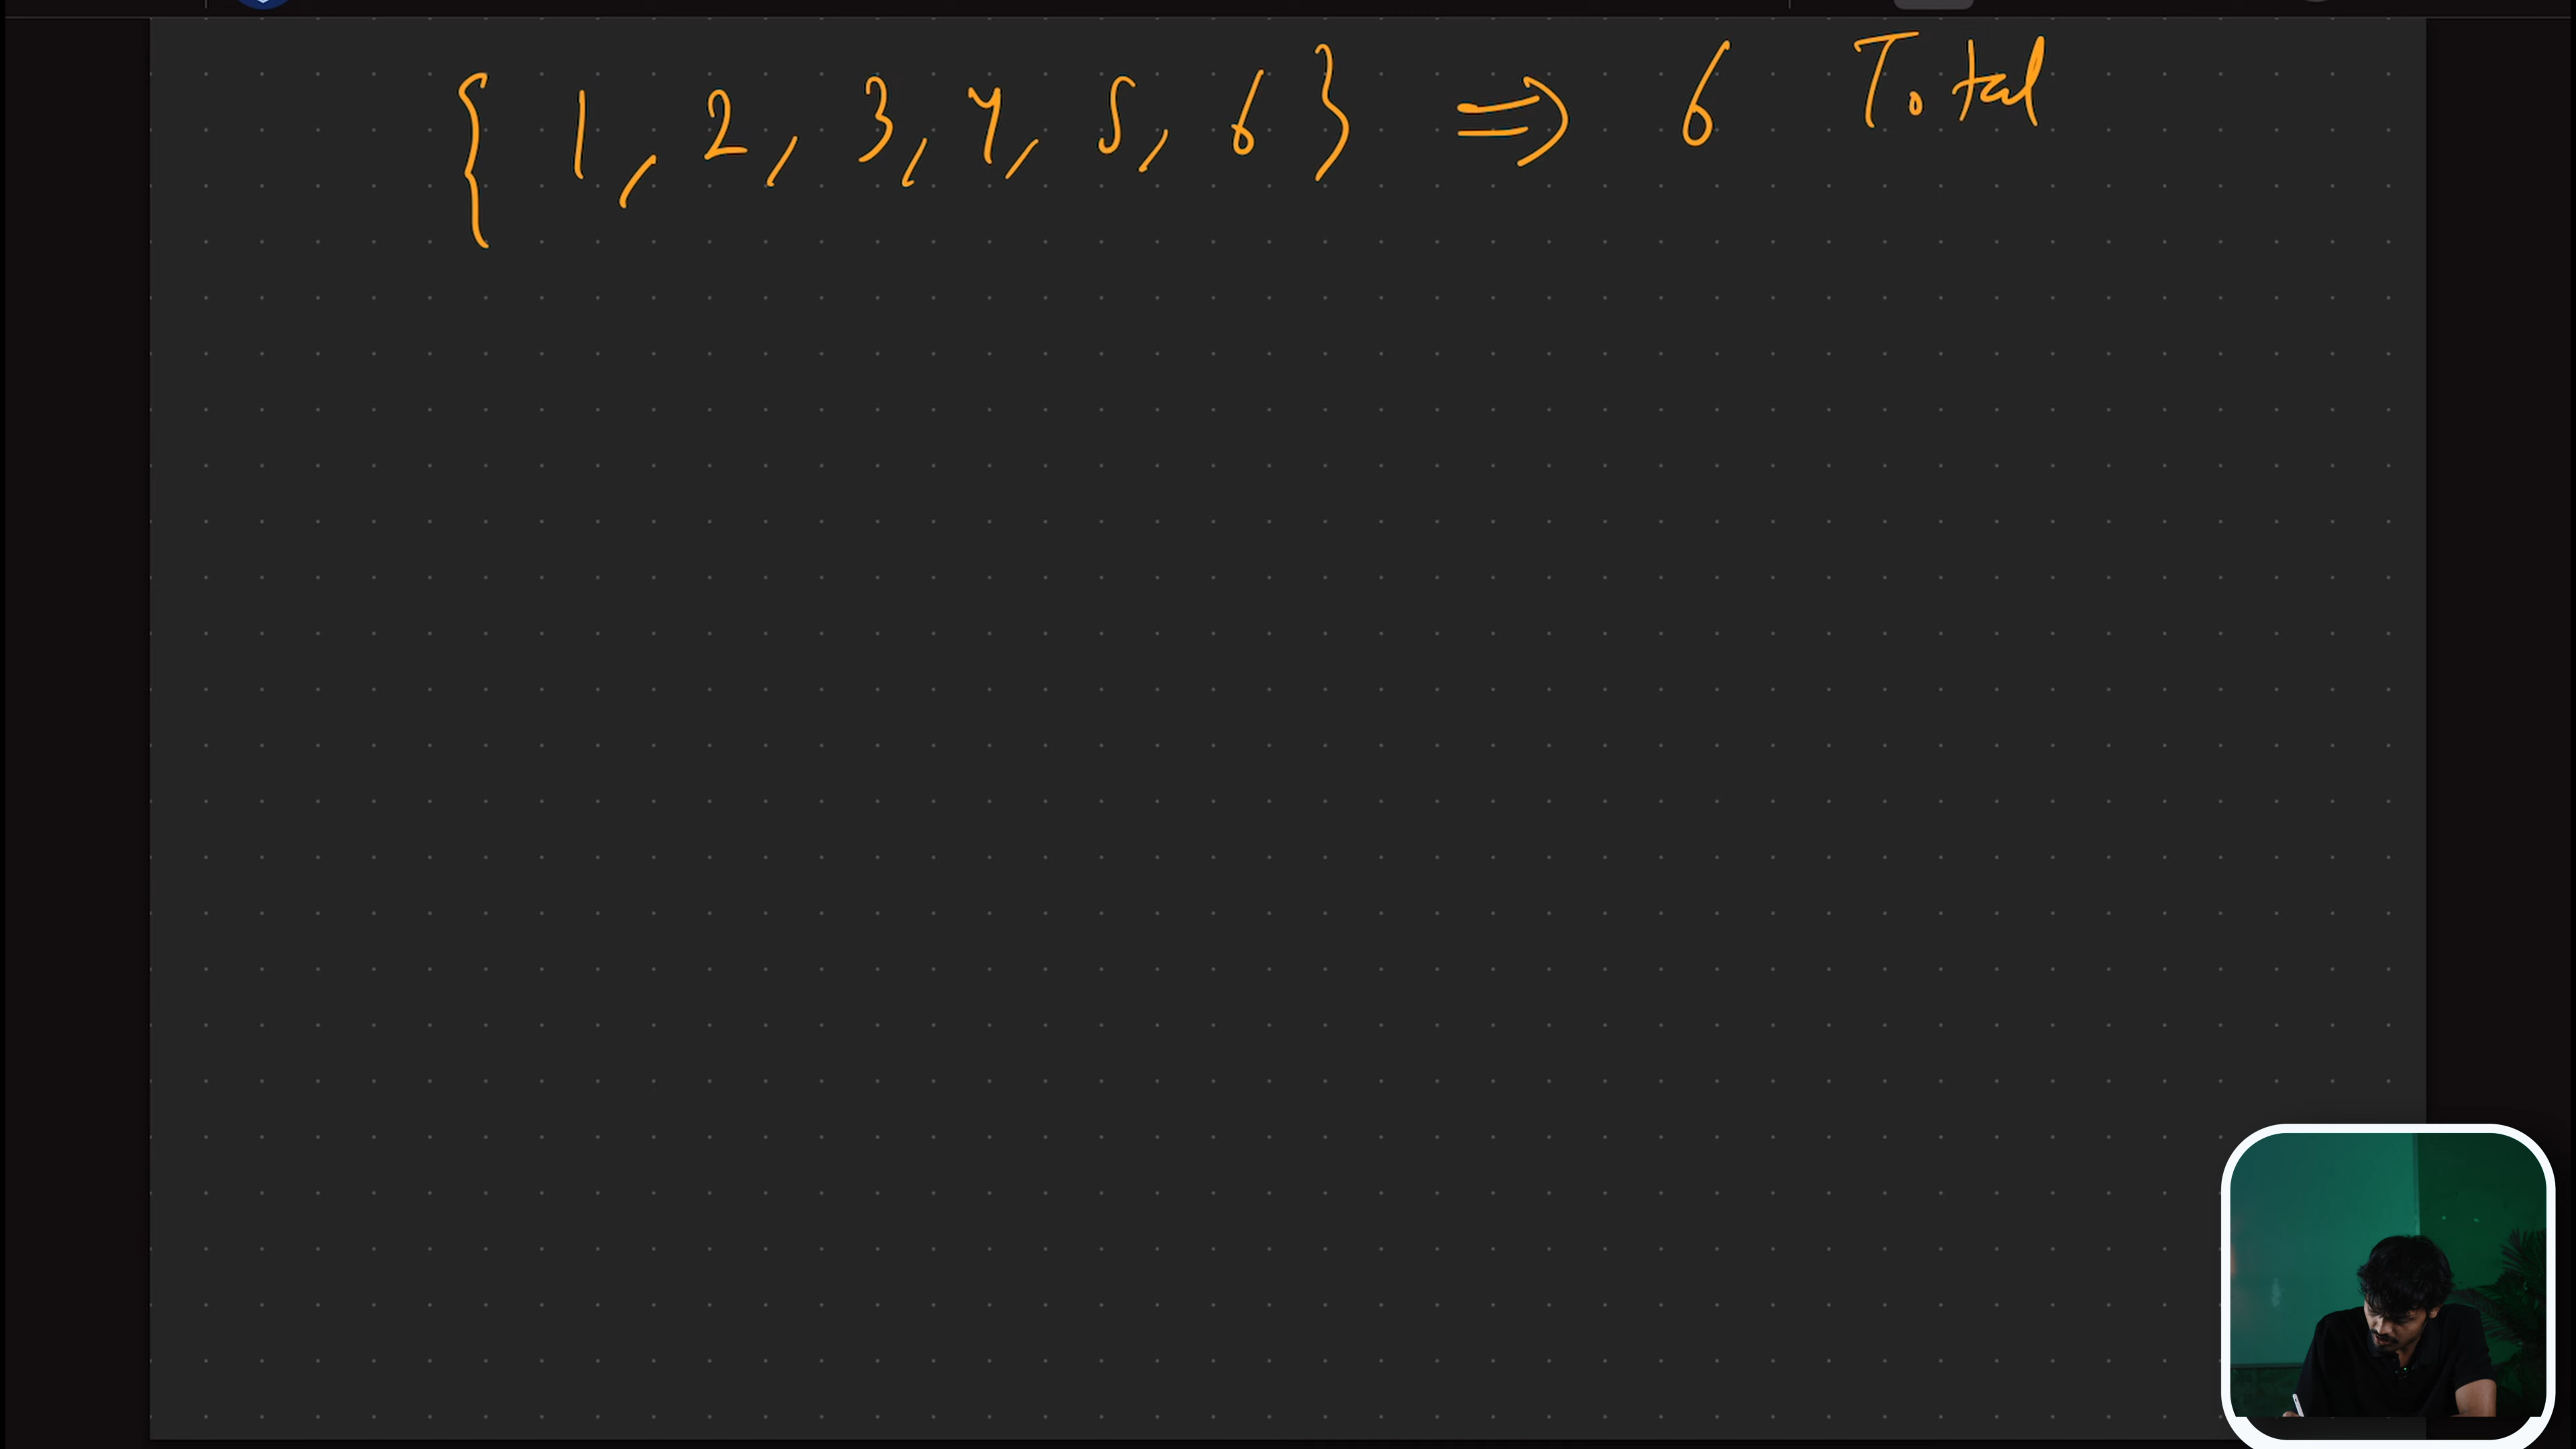 { 1, 2, 3, 4, 5, 6 } ⇒ 6 Total